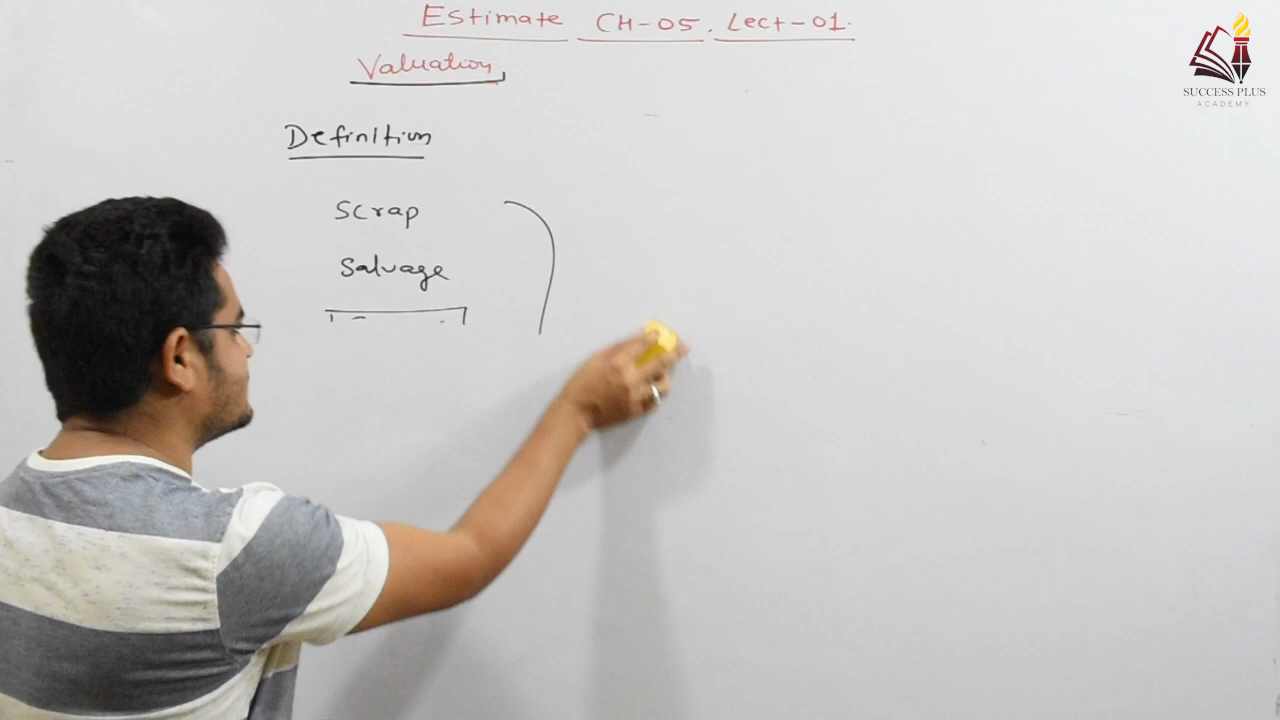 Estimate CH-05. Lect-01.
Valuation
Definition
Scrap
Salvage
SUCCESS PLUS
ACADEMY